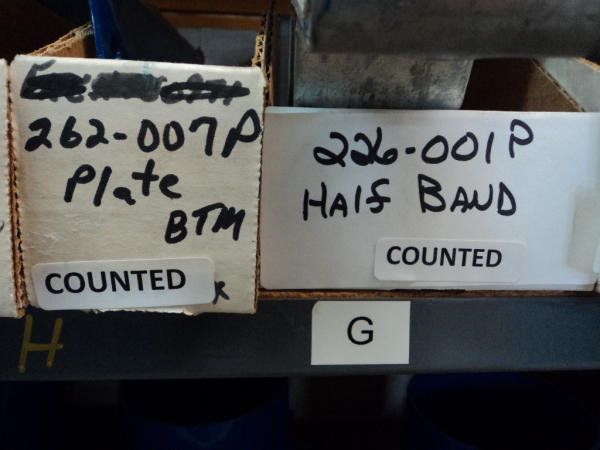 262-007P
Plate
BTM
COUNTED
K
226-001P
HALF BAND
COUNTED
G
H